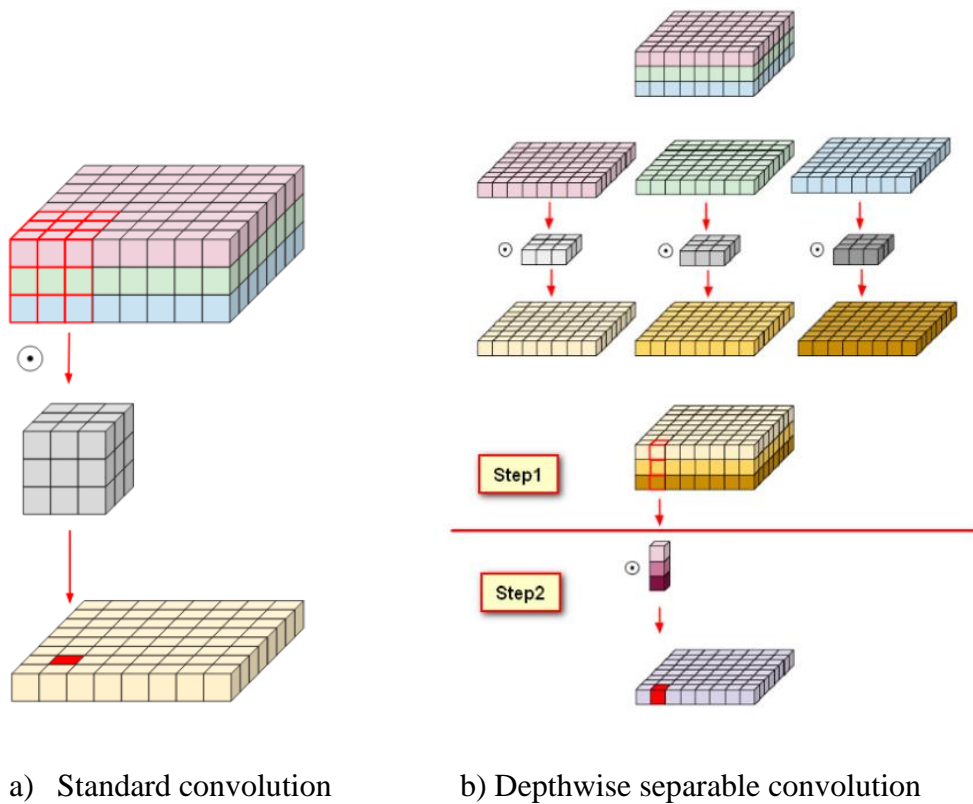 Step1
Step2
a) Standard convolution
b) Depthwise separable convolution